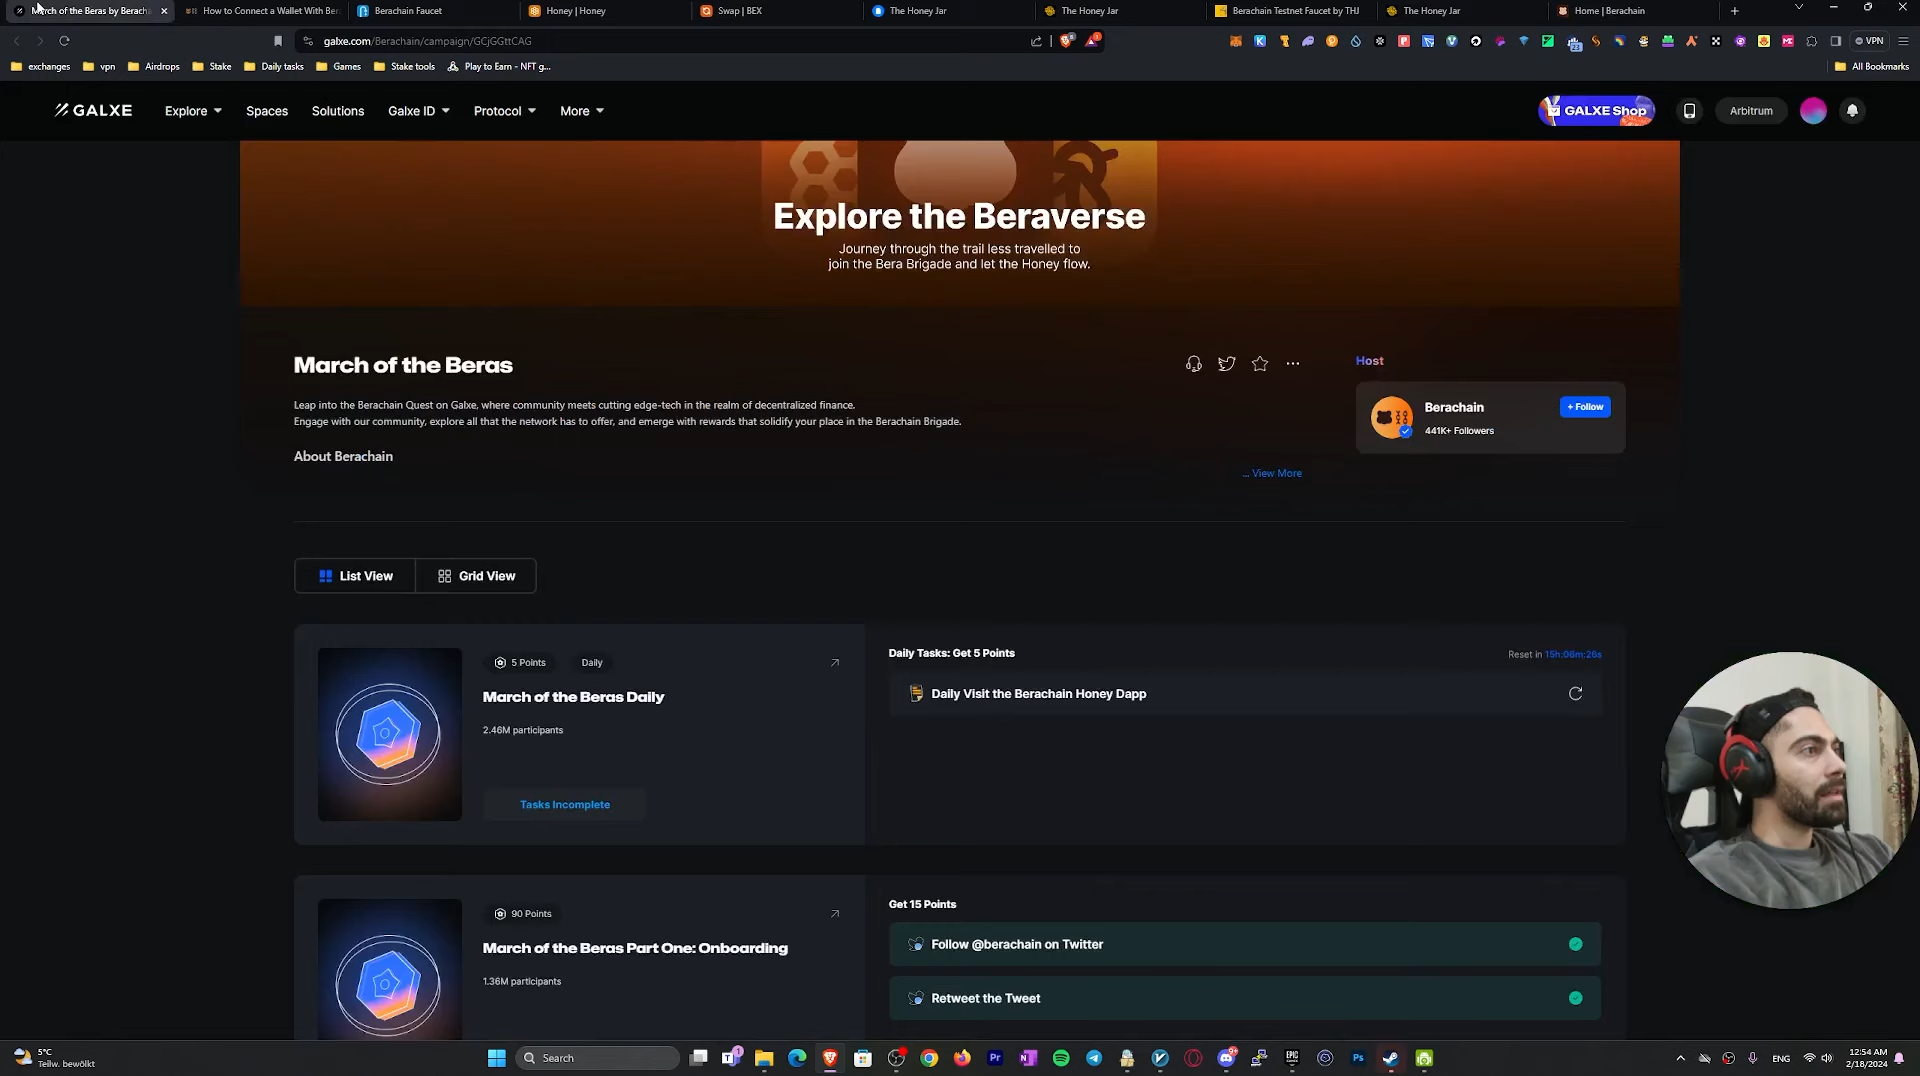 March of the Beras by Berach
How to Connect a Wallet With Ber
Berachain Faucet
Honey | Honey
Swap | BEX
The Honey Jar
The Honey Jar
Berachain Testnet Faucet by THJ
The Honey Jar
Home | Berachain
galxe.com/Berachain/campaign/GCjGGttCAG
VPN
exchanges
vpn
Airdrops
Stake
Daily tasks
Games
Stake tools
Play to Earn - NFT g...
All Bookmarks
GALXE
Explore
Spaces
Solutions
Galxe ID
Protocol
More
GALXE Shop
Arbitrum
Explore the Beraverse
Journey through the trail less travelled to
join the Bera Brigade and let the Honey flow.
March of the Beras
Host
Leap into the Berachain Quest on Galxe, where community meets cutting edge-tech in the realm of decentralized finance.
Engage with our community, explore all that the network has to offer, and emerge with rewards that solidify your place in the Berachain Brigade.
Berachain
+ Follow
441K+ Followers
About Berachain
... View More
List View
Grid View
5 Points
Daily
March of the Beras Daily
2.46M participants
Tasks Incomplete
Daily Tasks: Get 5 Points
Reset in 15h:06m:26s
Daily Visit the Berachain Honey Dapp
90 Points
March of the Beras Part One: Onboarding
1.36M participants
Get 15 Points
Follow @berachain on Twitter
Retweet the Tweet
5°C
Teilw. bewölkt
Search
ENG
12:54 AM
2/18/2024